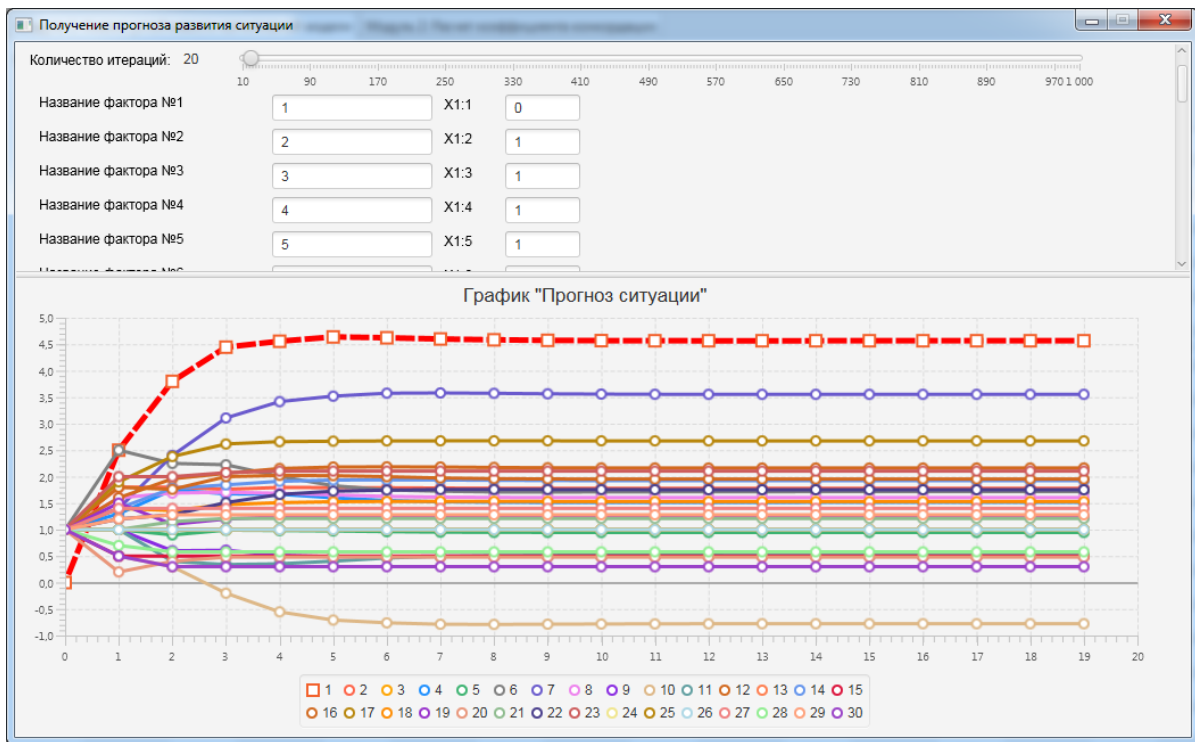 Получение прогноза развития ситуации
Количество итераций: 20
10 90 170 250 330 410 490 570 650 730 810 890 970 1 000
Название фактора №1 1 X1:1 0
Название фактора №2 2 X1:2 1
Название фактора №3 3 X1:3 1
Название фактора №4 4 X1:4 1
Название фактора №5 5 X1:5 1
График "Прогноз ситуации"
5,0
4,5
4,0
3,5
3,0
2,5
2,0
1,5
1,0
0,5
0,0
-0,5
-1,0
0 1 2 3 4 5 6 7 8 9 10 11 12 13 14 15 16 17 18 19 20
1 2 3 4 5 6 7 8 9 10 11 12 13 14 15
16 17 18 19 20 21 22 23 24 25 26 27 28 29 30